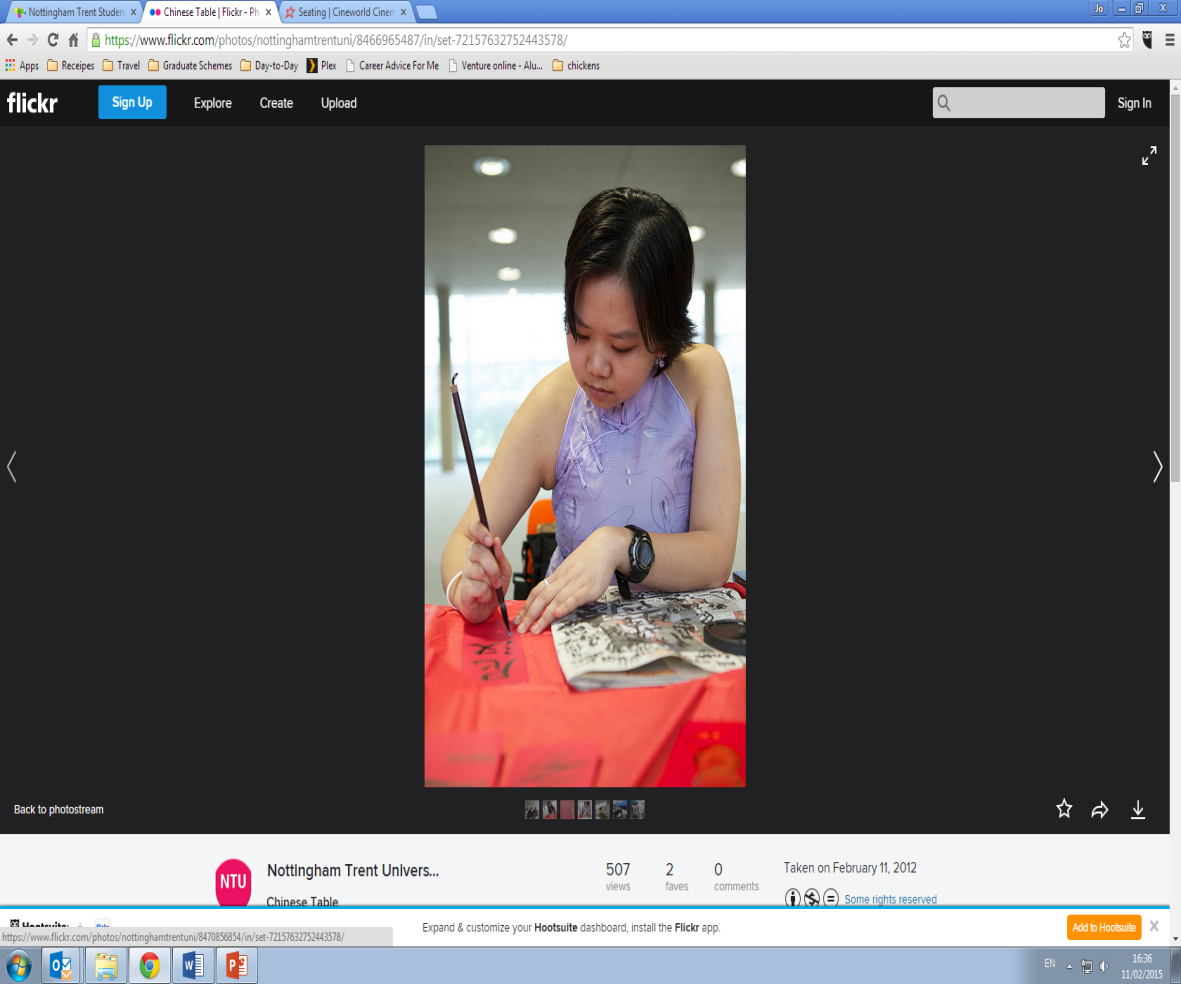 Nottingham Trent Studen
Chinese Table | Flickr - Ph
Seating | Cineworld Cinem
Jo
https://www.flickr.com/photos/nottinghamtrentuni/8466965487/in/set-72157632752443578/
Apps Receipes Travel Graduate Schemes Day-to-Day Plex Career Advice For Me Venture online - Alu... chickens
flickr Sign Up Explore Create Upload Sign In
Back to photostream
NTU
Nottingham Trent Univers...
Chinese Table
507 views
2 faves
0 comments
Taken on February 11, 2012
Some rights reserved
Expand & customize your Hootsuite dashboard, install the Flickr app.
Add to Hootsuite
https://www.flickr.com/photos/nottinghamtrentuni/8470856854/in/set-72157632752443578/
EN
16:36
11/02/2015